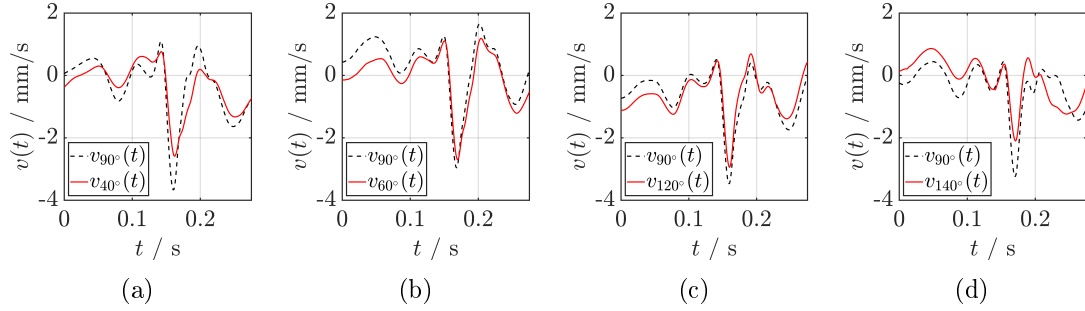 2
0
-2
-4
v(t) / mm/s
v90°(t)
v40°(t)
0
0.1
0.2
t / s
(a)
2
0
-2
-4
v(t) / mm/s
v90°(t)
v60°(t)
0
0.1
0.2
t / s
(b)
2
0
-2
-4
v(t) / mm/s
v90°(t)
v120°(t)
0
0.1
0.2
t / s
(c)
2
0
-2
-4
v(t) / mm/s
v90°(t)
v140°(t)
0
0.1
0.2
t / s
(d)